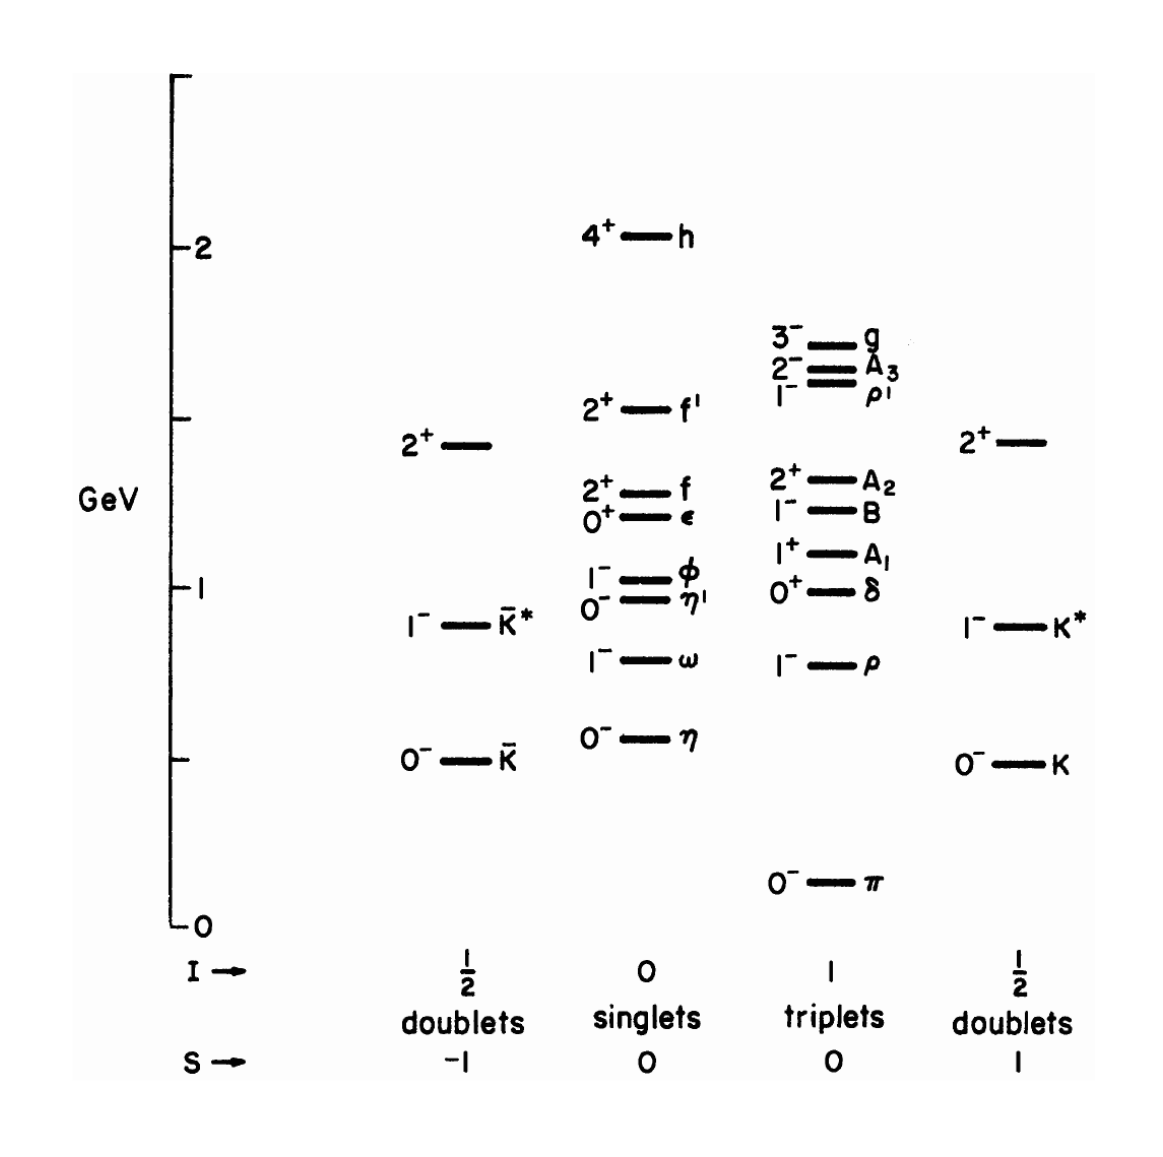 4⁺ h
2
3⁻ g
2⁻ A₃
1⁻ ρ'
2⁺ f'
2⁺
2⁺
2⁺ A₂
2⁺ f
GeV
1⁻ B
0⁺ ϵ
1⁺ A₁
1
1⁻ ϕ
0⁺ δ
0⁻ η'
1⁻ K̄*
1⁻ K*
1⁻ ω
1⁻ ρ
0⁻ η
0⁻ K̄
0⁻ K
0⁻ π
0
I → 1/2 0 1 1/2
doublets singlets triplets doublets
S → -1 0 0 1